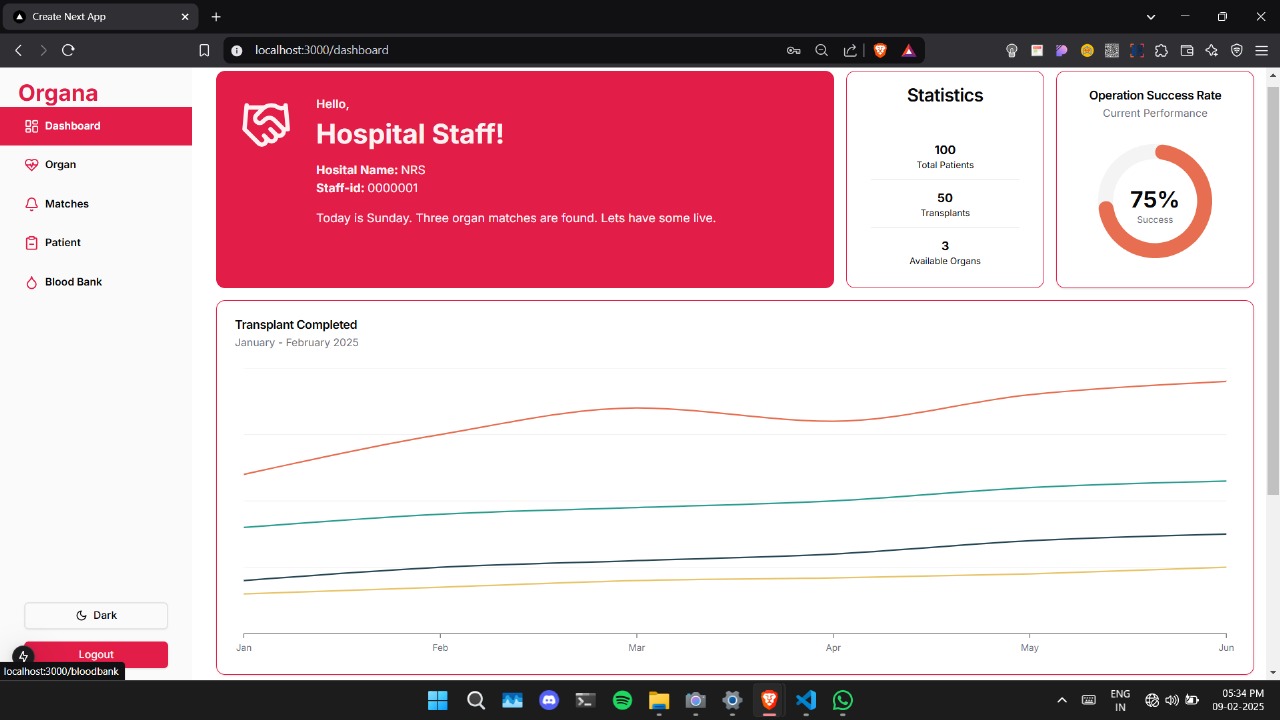 Create Next App
localhost:3000/dashboard
Organa
Dashboard
Organ
Matches
Patient
Blood Bank
Dark
Logout
localhost:3000/bloodbank
Hello,
Hospital Staff!
Hosital Name: NRS
Staff-id: 0000001
Today is Sunday. Three organ matches are found. Lets have some live.
Statistics
100
Total Patients
50
Transplants
3
Available Organs
Operation Success Rate
Current Performance
75%
Success
Transplant Completed
January - February 2025
Jan Feb Mar Apr May Jun
ENG
IN
05:34 PM
09-02-2025